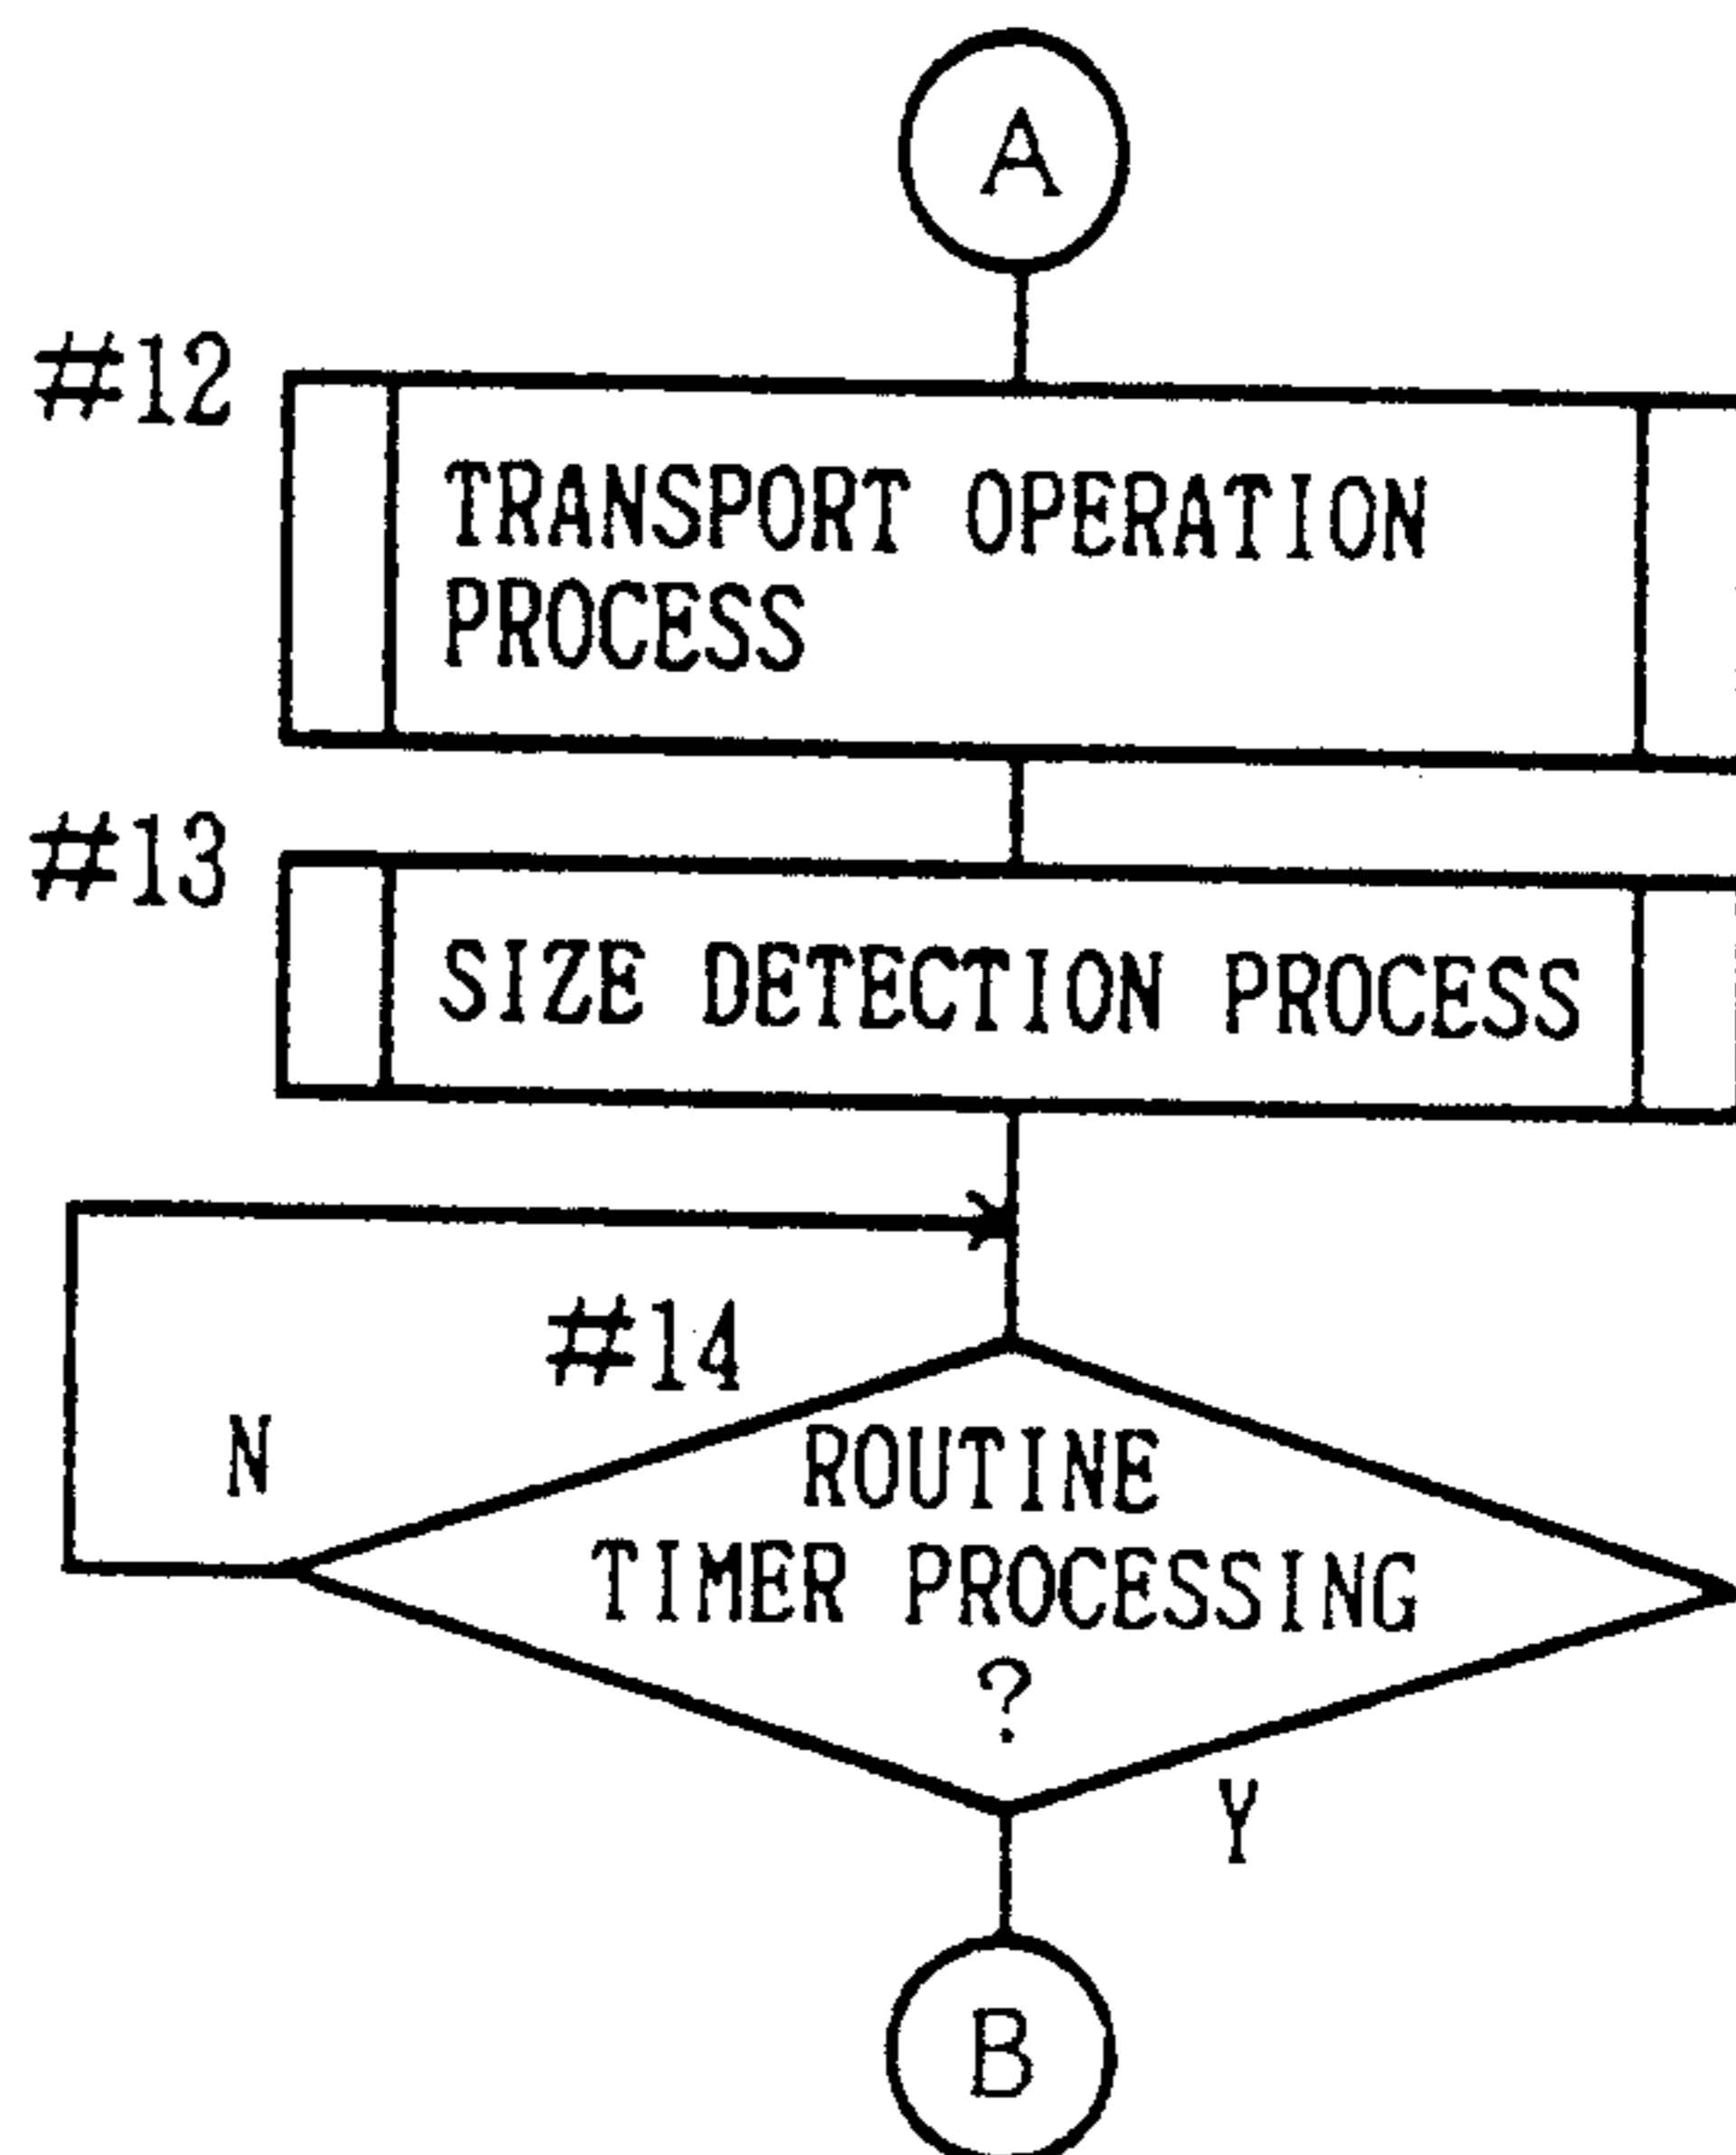 A
#12
TRANSPORT OPERATION
PROCESS
#13
SIZE DETECTION PROCESS
#14
N
ROUTINE
TIMER PROCESSING
?
Y
B